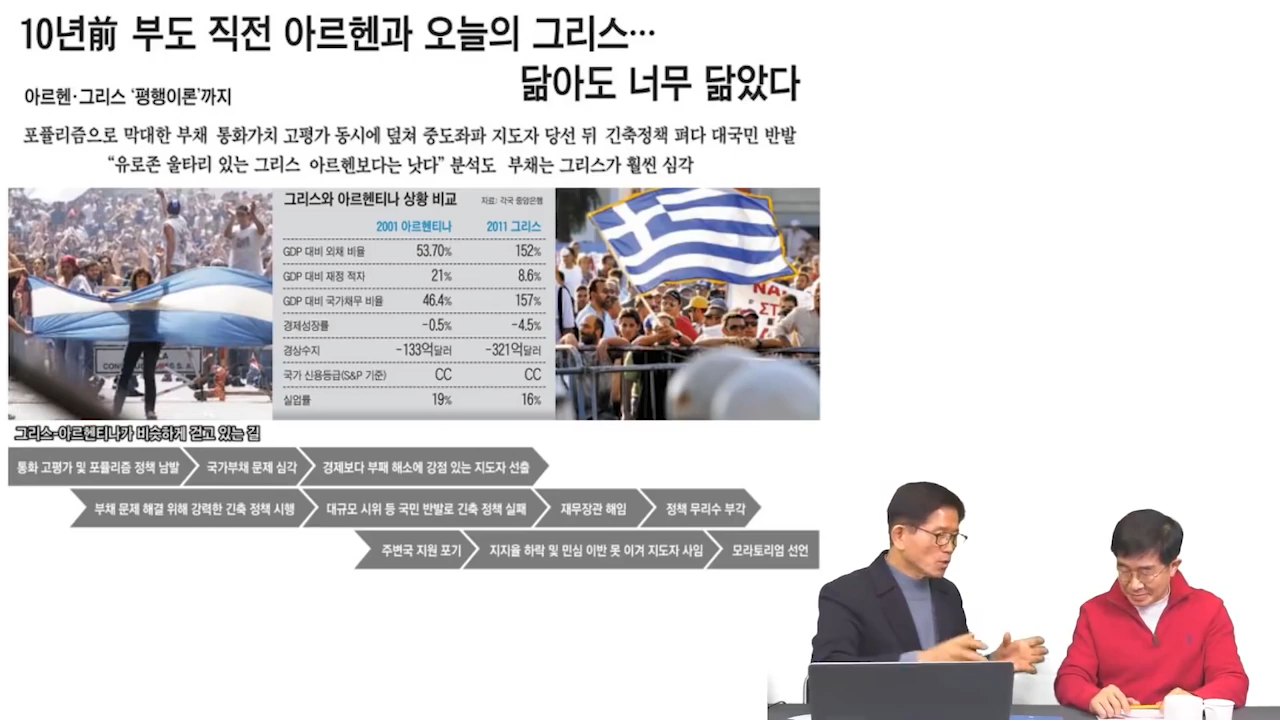 10년前 부도 직전 아르헨과 오늘의 그리스…
닮아도 너무 닮았다
아르헨·그리스 ‘평행이론’까지
포퓰리즘으로 막대한 부채 통화가치 고평가 동시에 덮쳐 중도좌파 지도자 당선 뒤 긴축정책 펴다 대국민 반발
“유로존 울타리 있는 그리스 아르헨보다는 낫다” 분석도 부채는 그리스가 훨씬 심각
그리스와 아르헨티나 상황 비교 자료: 각국 중앙은행
2001 아르헨티나 2011 그리스
GDP 대비 외채 비율 53.70% 152%
GDP 대비 재정 적자 21% 8.6%
GDP 대비 국가채무 비율 46.4% 157%
경제성장률 -0.5% -4.5%
경상수지 -133억달러 -321억달러
국가 신용등급(S&P 기준) CC CC
실업률 19% 16%
NA
ΣΤ
그리스-아르헨티나가 비슷하게 걷고 있는 길
통화 고평가 및 포퓰리즘 정책 남발 국가부채 문제 심각 경제보다 부패 해소에 강점 있는 지도자 선출
부채 문제 해결 위해 강력한 긴축 정책 시행 대규모 시위 등 국민 반발로 긴축 정책 실패 재무장관 해임 정책 무리수 부각
주변국 지원 포기 지지율 하락 및 민심 이반 못 이겨 지도자 사임 모라토리엄 선언